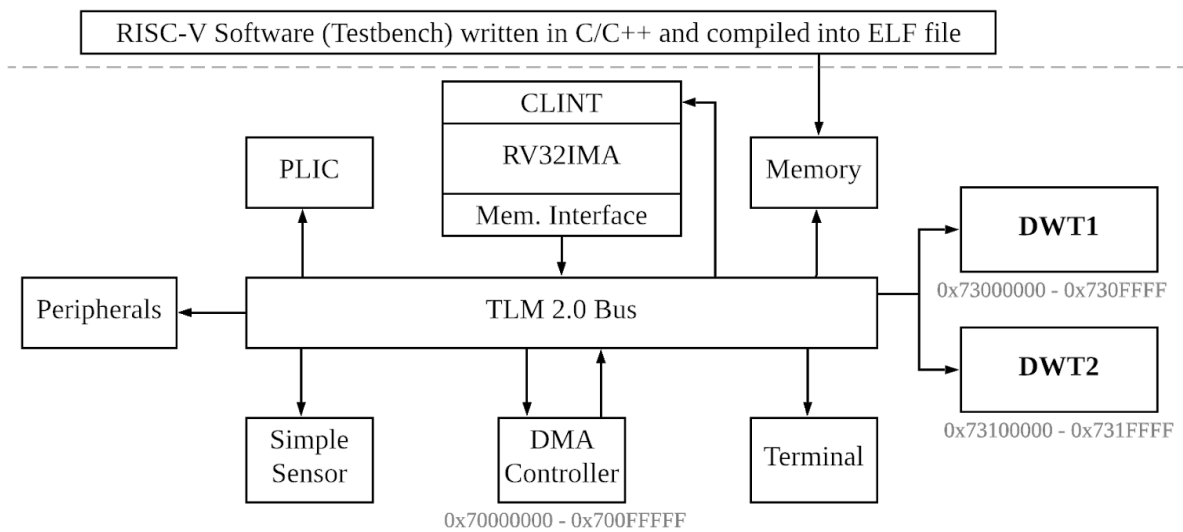 RISC-V Software (Testbench) written in C/C++ and compiled into ELF file
CLINT
RV32IMA
Mem. Interface
PLIC
Memory
DWT1
0x73000000 - 0x730FFFF
Peripherals
TLM 2.0 Bus
DWT2
0x73100000 - 0x731FFFF
Simple
Sensor
DMA
Controller
0x70000000 - 0x700FFFFF
Terminal